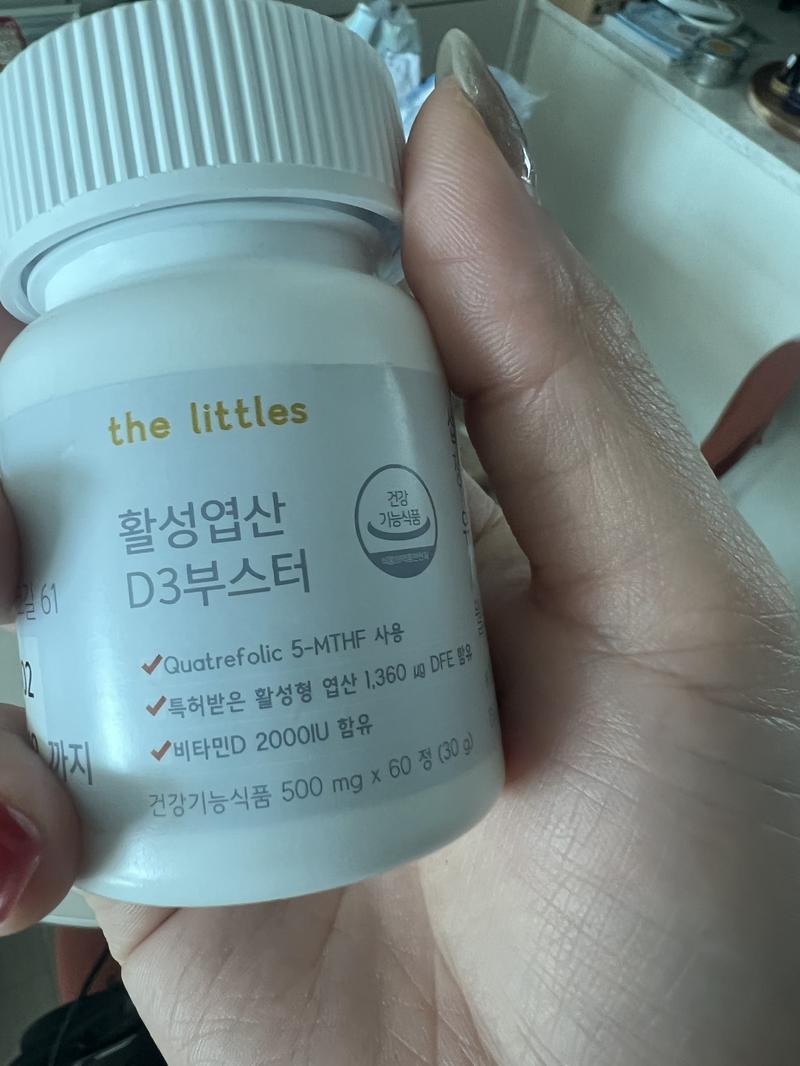 the littles
활성엽산
D3부스터
건강
기능식품
Quatrefolic 5-MTHF 사용
특허받은 활성형 엽산 1,360 μg DFE 함유
비타민D 2000IU 함유
건강기능식품 500 mg x 60 정 (30 g)
61
까지